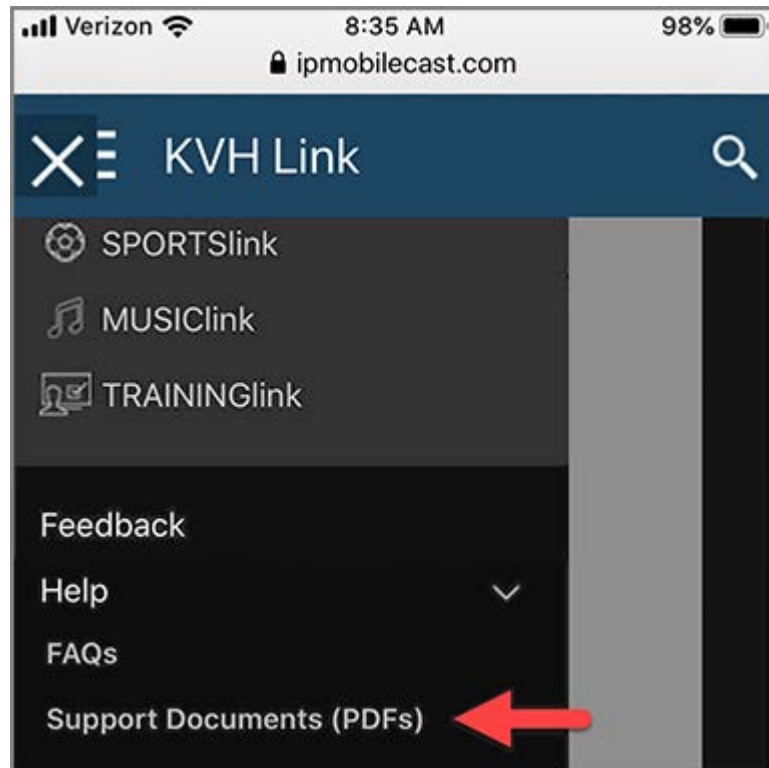 Verizon 8:35 AM 98%
ipmobilecast.com
KVH Link
SPORTSlink
MUSIClink
TRAININGlink
Feedback
Help
FAQs
Support Documents (PDFs)